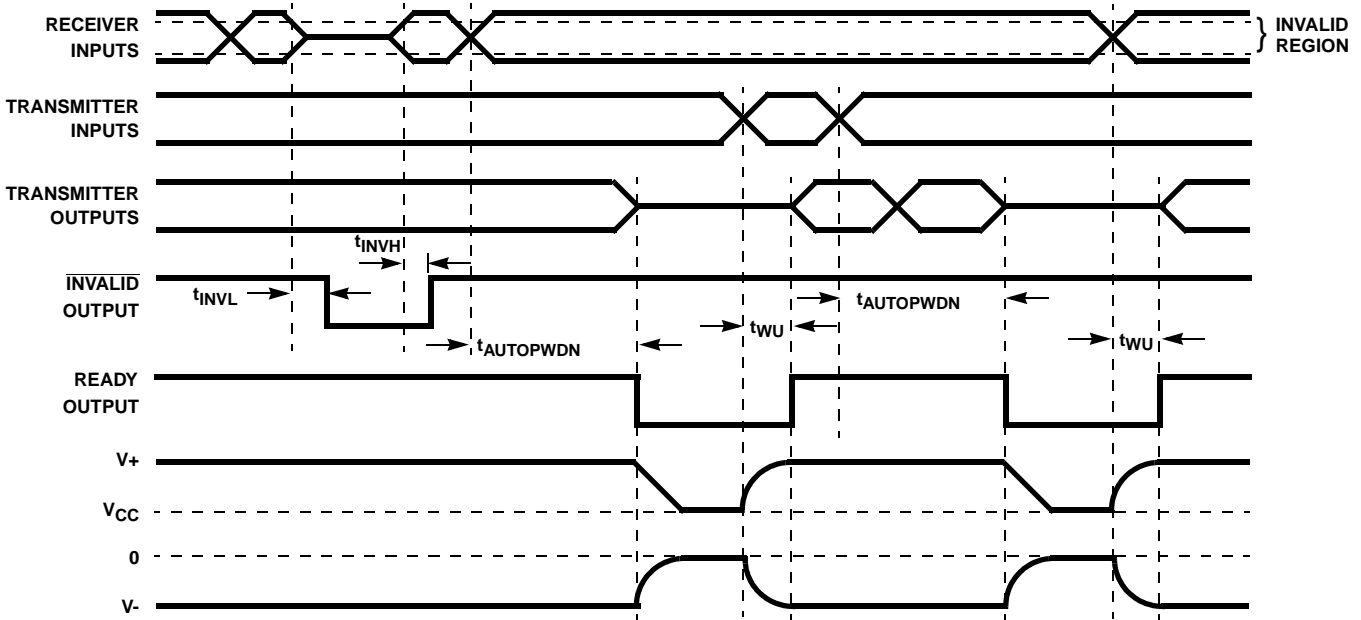 RECEIVER
INPUTS
} INVALID
REGION
TRANSMITTER
INPUTS
TRANSMITTER
OUTPUTS
tINVH
INVALID
OUTPUT
tINVL
tAUTOPWDN
tWU
tAUTOPWDN
tWU
READY
OUTPUT
V+
VCC
0
V-